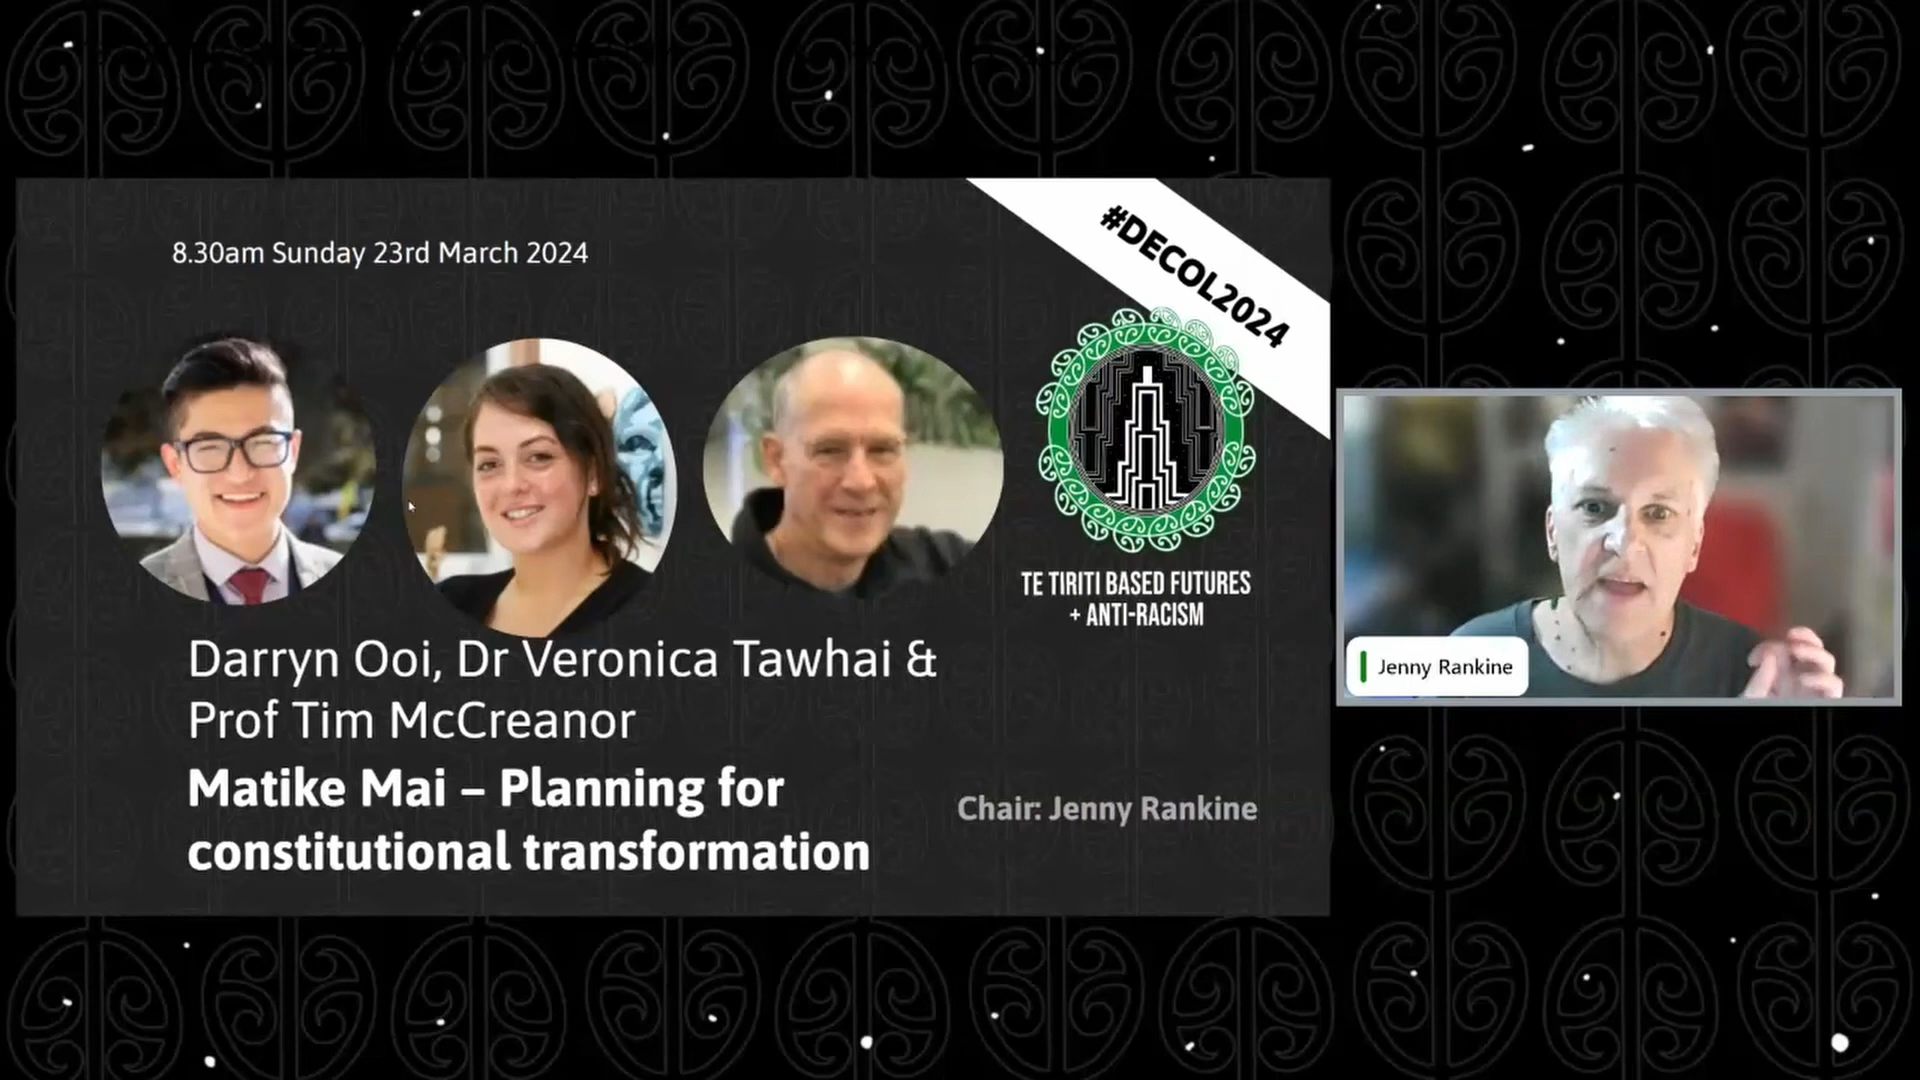 8.30am Sunday 23rd March 2024
#DECOL2024
TE TIRITI BASED FUTURES
+ ANTI-RACISM
Darryn Ooi, Dr Veronica Tawhai &
Prof Tim McCreanor
Matike Mai – Planning for
constitutional transformation
Chair: Jenny Rankine
Jenny Rankine